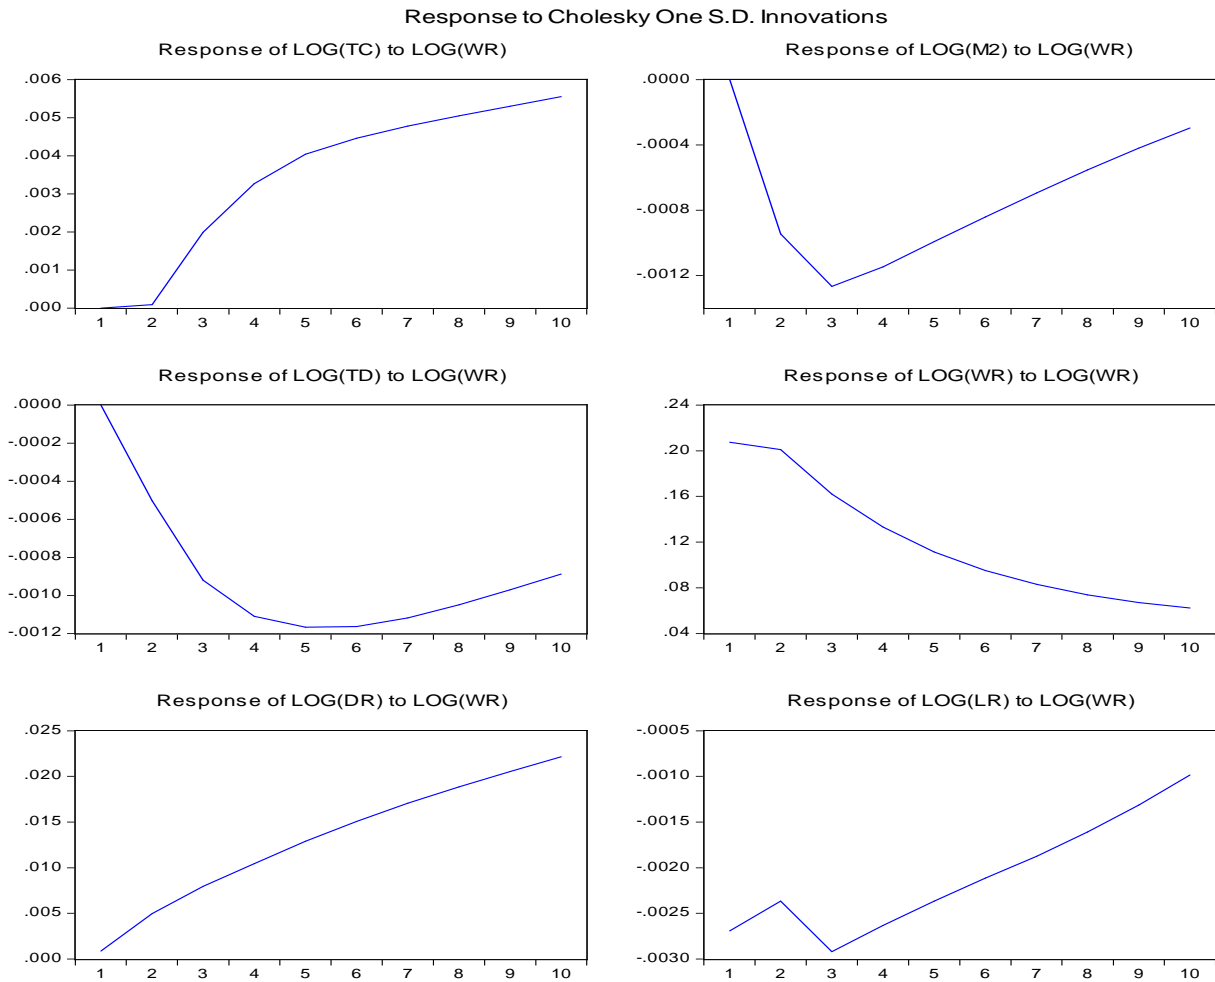 Response to Cholesky One S.D. Innovations
Response of LOG(TC) to LOG(WR)
.006
.005
.004
.003
.002
.001
.000
1 2 3 4 5 6 7 8 9 10
Response of LOG(M2) to LOG(WR)
.0000
-.0004
-.0008
-.0012
1 2 3 4 5 6 7 8 9 10
Response of LOG(TD) to LOG(WR)
.0000
-.0002
-.0004
-.0006
-.0008
-.0010
-.0012
1 2 3 4 5 6 7 8 9 10
Response of LOG(WR) to LOG(WR)
.24
.20
.16
.12
.08
.04
1 2 3 4 5 6 7 8 9 10
Response of LOG(DR) to LOG(WR)
.025
.020
.015
.010
.005
.000
1 2 3 4 5 6 7 8 9 10
Response of LOG(LR) to LOG(WR)
-.0005
-.0010
-.0015
-.0020
-.0025
-.0030
1 2 3 4 5 6 7 8 9 10